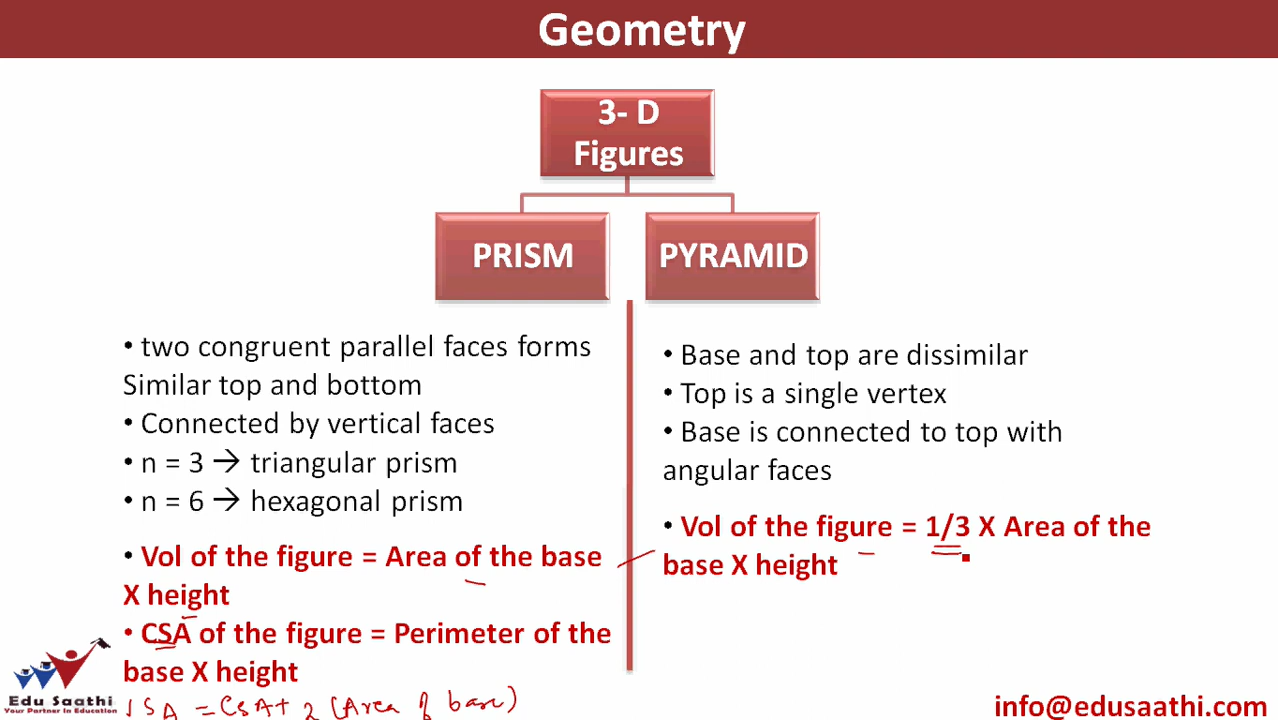 Geometry
3- D
Figures
PRISM
PYRAMID
• two congruent parallel faces forms
Similar top and bottom
• Connected by vertical faces
• n = 3 → triangular prism
• n = 6 → hexagonal prism
• Vol of the figure = Area of the base
X height
• CSA of the figure = Perimeter of the
base X height
TSA = CSA + 2 (Area of base)
• Base and top are dissimilar
• Top is a single vertex
• Base is connected to top with
angular faces
• Vol of the figure = 1/3 X Area of the
base X height
Edu Saathi
Your Partner in Education
info@edusaathi.com